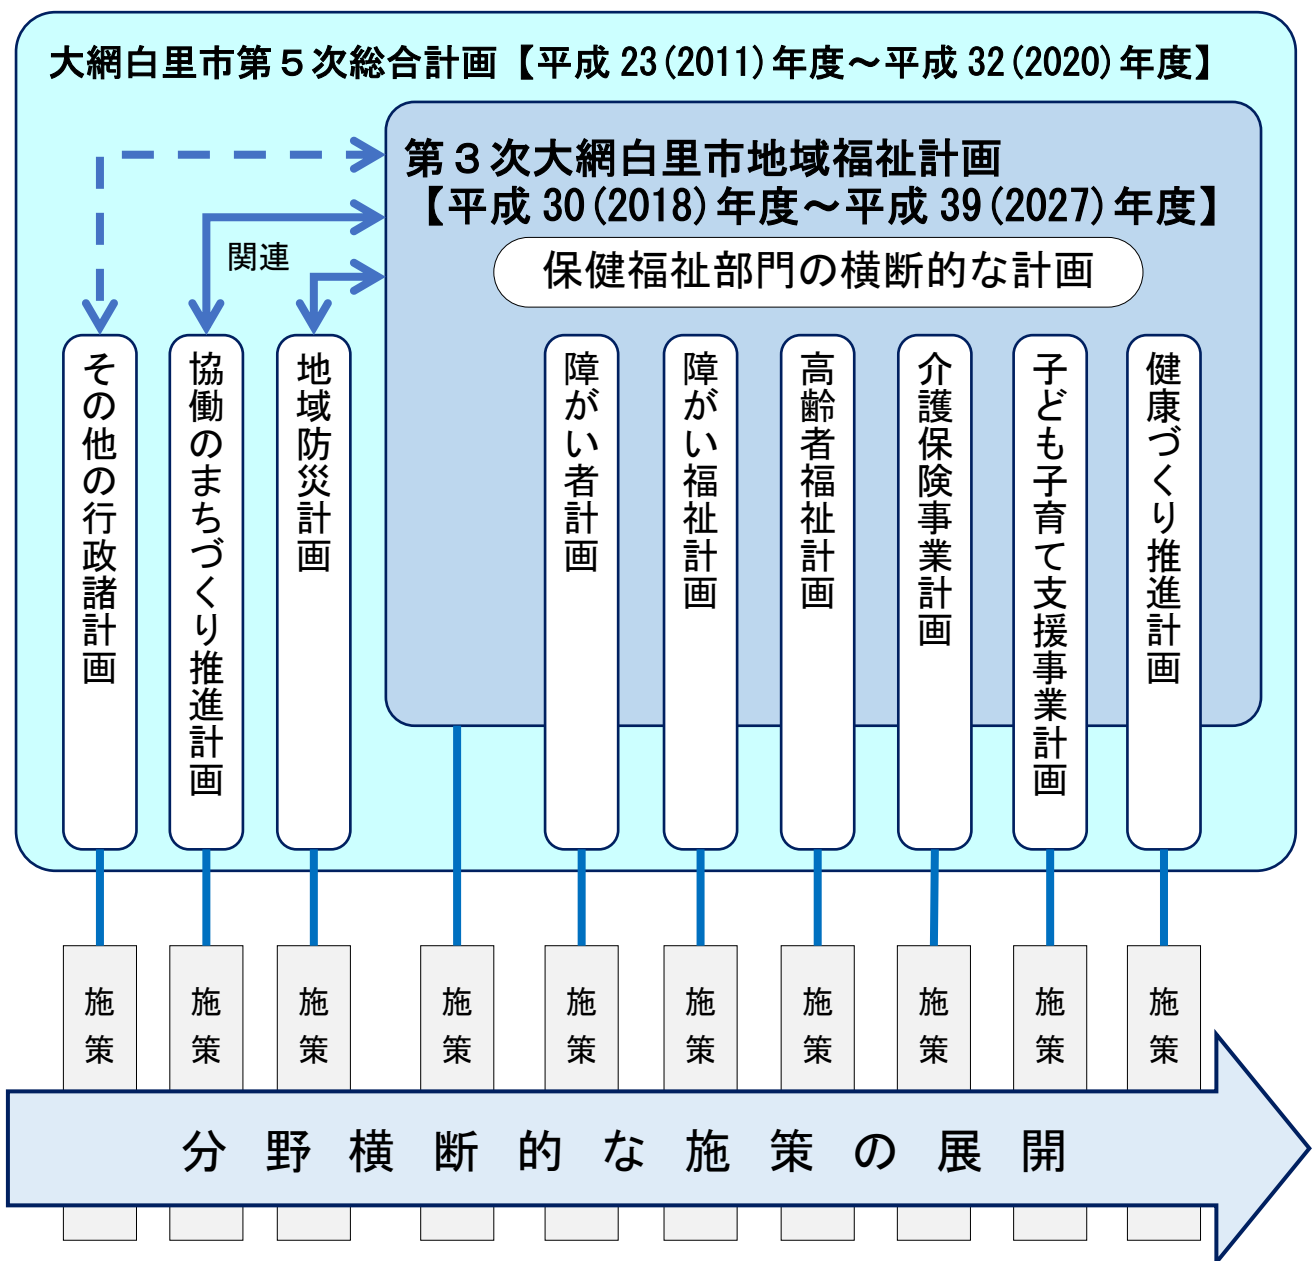 大網白里市第５次総合計画【平成 23(2011)年度～平成 32(2020)年度】
第３次大網白里市地域福祉計画
【平成 30(2018)年度～平成 39(2027)年度】
関連
保健福祉部門の横断的な計画
その他の行政諸計画
協働のまちづくり推進計画
地域防災計画
障がい者計画
障がい福祉計画
高齢者福祉計画
介護保険事業計画
子ども子育て支援事業計画
健康づくり推進計画
施策
施策
施策
施策
施策
施策
施策
施策
施策
施策
分野横断的な施策の展開